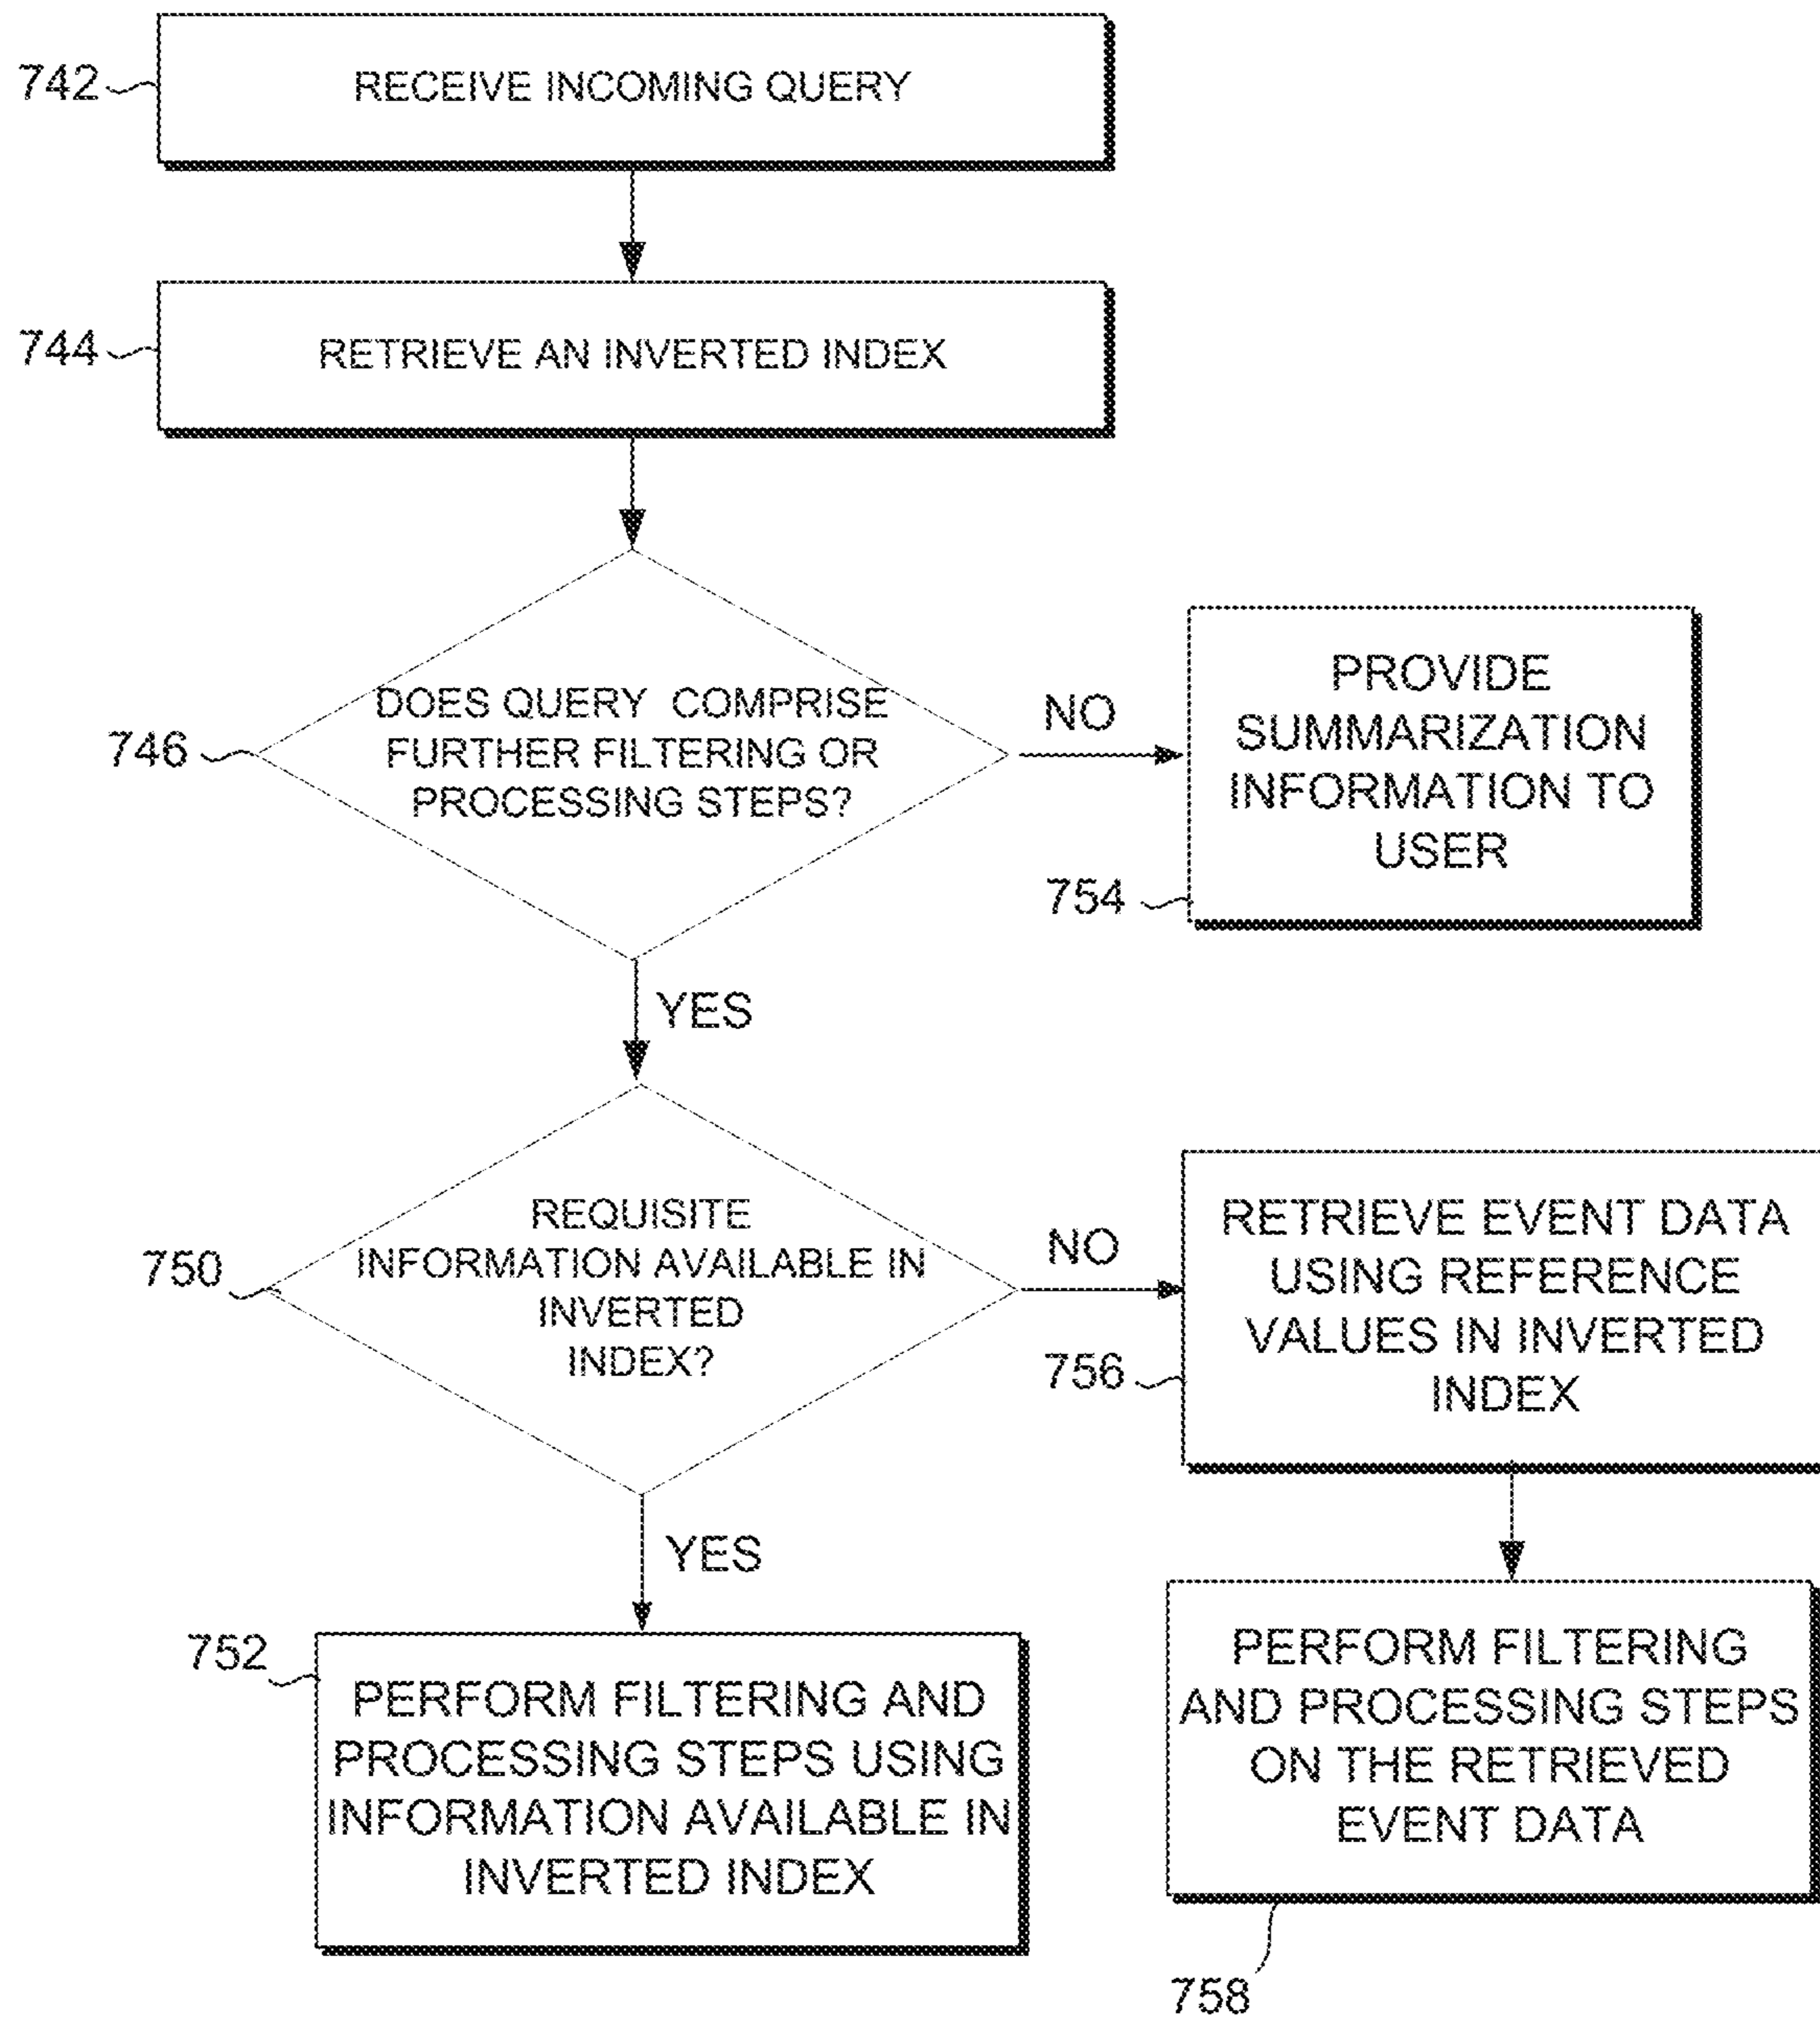 742
RECEIVE INCOMING QUERY
744
RETRIEVE AN INVERTED INDEX
746
DOES QUERY COMPRISE
FURTHER FILTERING OR
PROCESSING STEPS?
NO
PROVIDE
SUMMARIZATION
INFORMATION TO
USER
754
YES
750
REQUISITE
INFORMATION AVAILABLE IN
INVERTED
INDEX?
NO
RETRIEVE EVENT DATA
USING REFERENCE
VALUES IN INVERTED
INDEX
756
YES
752
PERFORM FILTERING AND
PROCESSING STEPS USING
INFORMATION AVAILABLE IN
INVERTED INDEX
PERFORM FILTERING
AND PROCESSING STEPS
ON THE RETRIEVED
EVENT DATA
758